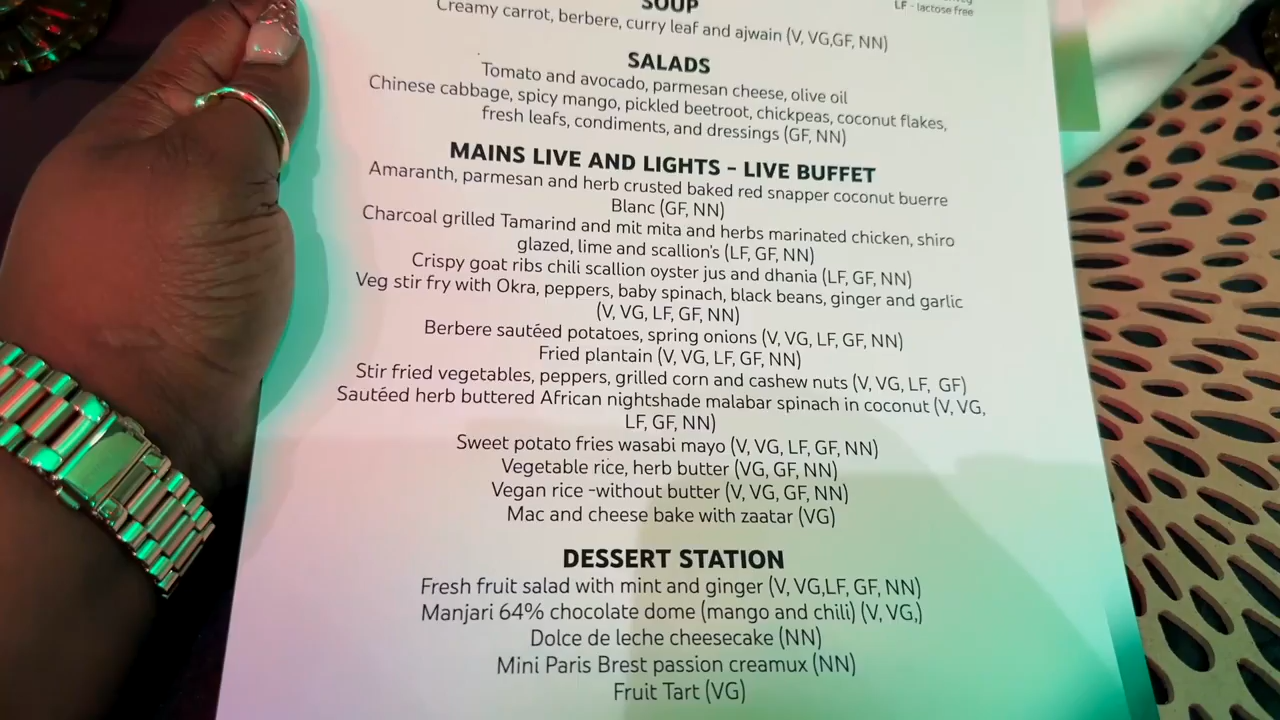 SOUP
LF - lactose free
Creamy carrot, berbere, curry leaf and ajwain (V, VG,GF, NN)
SALADS
Tomato and avocado, parmesan cheese, olive oil
Chinese cabbage, spicy mango, pickled beetroot, chickpeas, coconut flakes,
fresh leafs, condiments, and dressings (GF, NN)
MAINS LIVE AND LIGHTS - LIVE BUFFET
Amaranth, parmesan and herb crusted baked red snapper coconut buerre
Blanc (GF, NN)
Charcoal grilled Tamarind and mit mita and herbs marinated chicken, shiro
glazed, lime and scallion's (LF, GF, NN)
Crispy goat ribs chili scallion oyster jus and dhania (LF, GF, NN)
Veg stir fry with Okra, peppers, baby spinach, black beans, ginger and garlic
(V, VG, LF, GF, NN)
Berbere sautéed potatoes, spring onions (V, VG, LF, GF, NN)
Fried plantain (V, VG, LF, GF, NN)
Stir fried vegetables, peppers, grilled corn and cashew nuts (V, VG, LF, GF)
Sautéed herb buttered African nightshade malabar spinach in coconut (V, VG,
LF, GF, NN)
Sweet potato fries wasabi mayo (V, VG, LF, GF, NN)
Vegetable rice, herb butter (VG, GF, NN)
Vegan rice -without butter (V, VG, GF, NN)
Mac and cheese bake with zaatar (VG)
DESSERT STATION
Fresh fruit salad with mint and ginger (V, VG,LF, GF, NN)
Manjari 64% chocolate dome (mango and chili) (V, VG,)
Dolce de leche cheesecake (NN)
Mini Paris Brest passion creamux (NN)
Fruit Tart (VG)